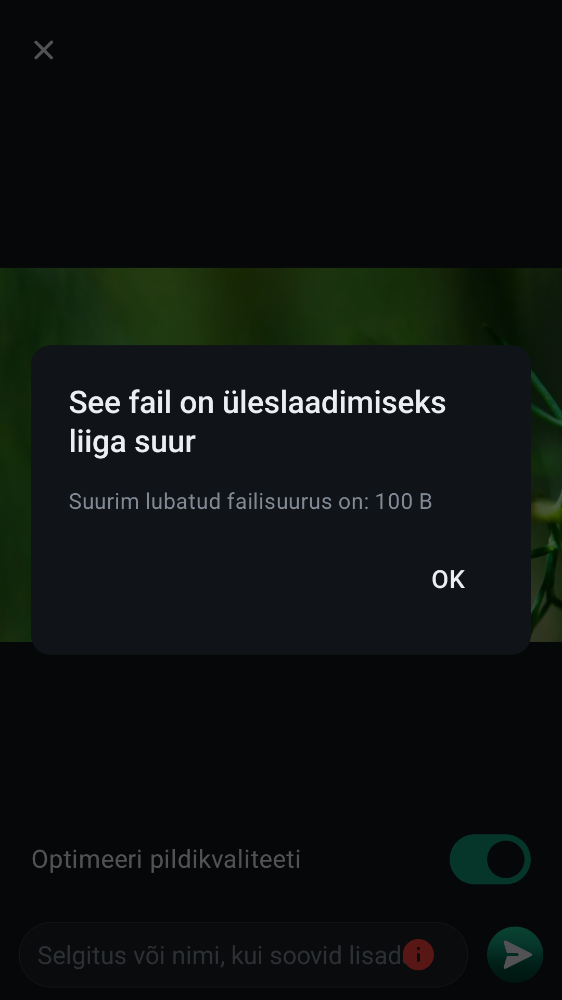 See fail on üleslaadimiseks
liiga suur
Suurim lubatud failisuurus on: 100 B
OK
Optimeeri pildikvaliteeti
Selgitus või nimi, kui soovid lisad